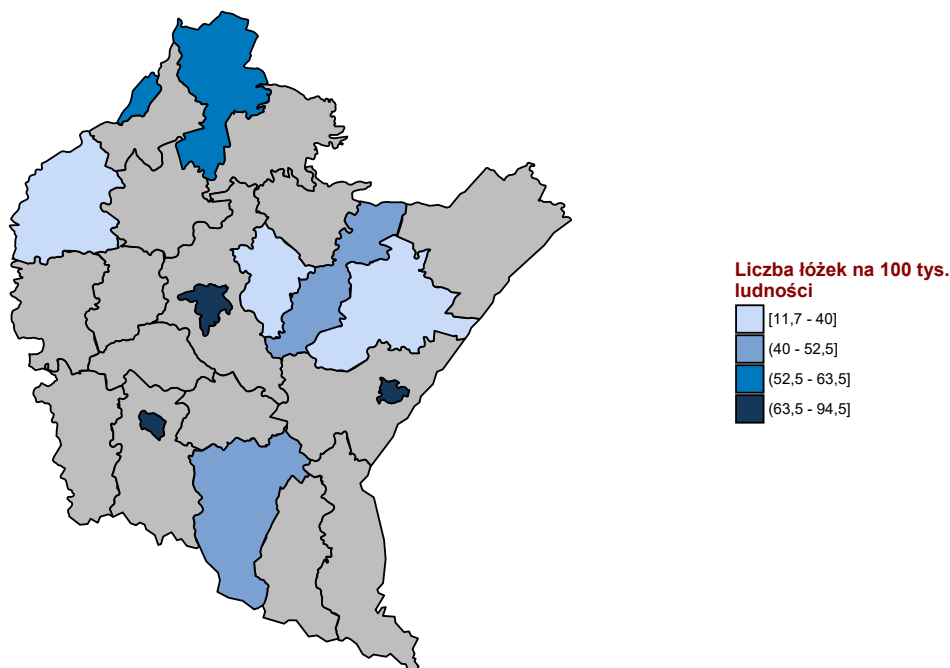 Liczba łóżek na 100 tys.
ludności
[11,7 - 40]
(40 - 52,5]
(52,5 - 63,5]
(63,5 - 94,5]